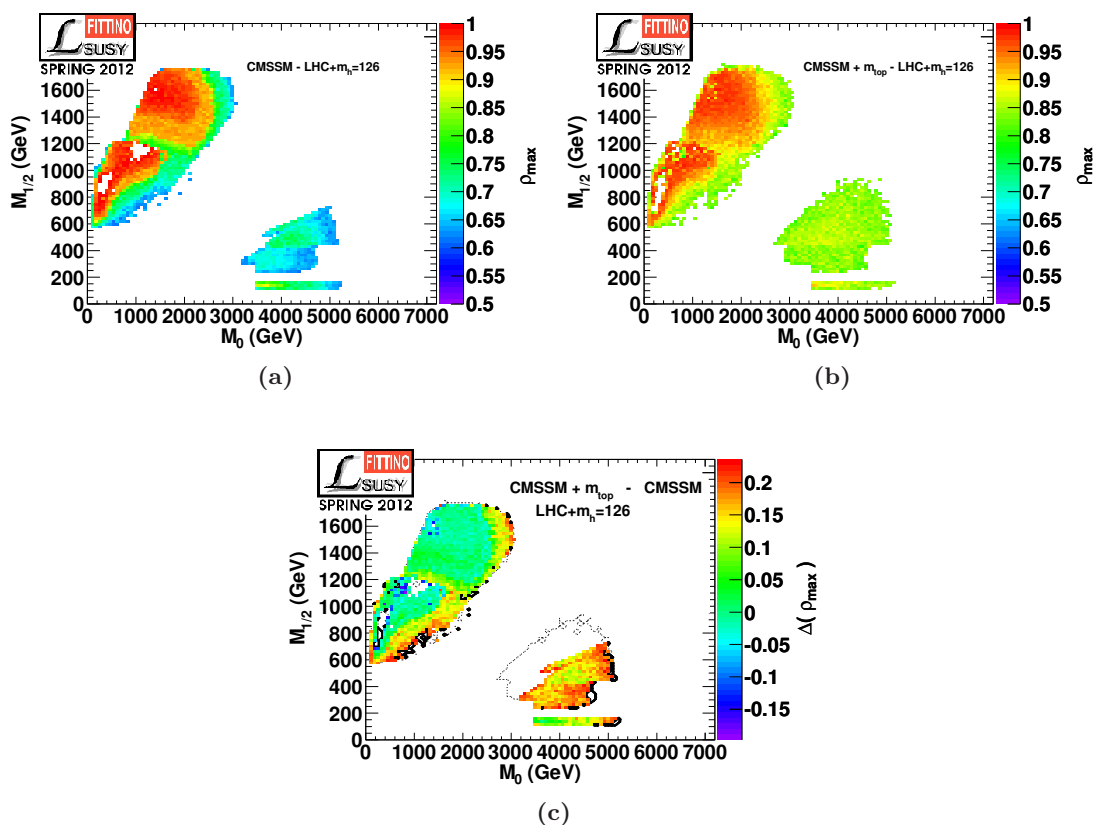 FITTINO
SUSY
SPRING 2012
CMSSM - LHC+m_h=126
M_1/2 (GeV)
1600
1400
1200
1000
800
600
400
200
0
0 1000 2000 3000 4000 5000 6000 7000
M_0 (GeV)
1
0.95
0.9
0.85
0.8
0.75
0.7
0.65
0.6
0.55
0.5
ρ_max
(a)
FITTINO
SUSY
SPRING 2012
CMSSM + m_top - LHC+m_h=126
M_1/2 (GeV)
1600
1400
1200
1000
800
600
400
200
0
0 1000 2000 3000 4000 5000 6000 7000
M_0 (GeV)
1
0.95
0.9
0.85
0.8
0.75
0.7
0.65
0.6
0.55
0.5
ρ_max
(b)
FITTINO
SUSY
SPRING 2012
CMSSM + m_top - CMSSM
LHC+m_h=126
M_1/2 (GeV)
1600
1400
1200
1000
800
600
400
200
0
0 1000 2000 3000 4000 5000 6000 7000
M_0 (GeV)
0.2
0.15
0.1
0.05
0
-0.05
-0.1
-0.15
Δ( ρ_max )
(c)